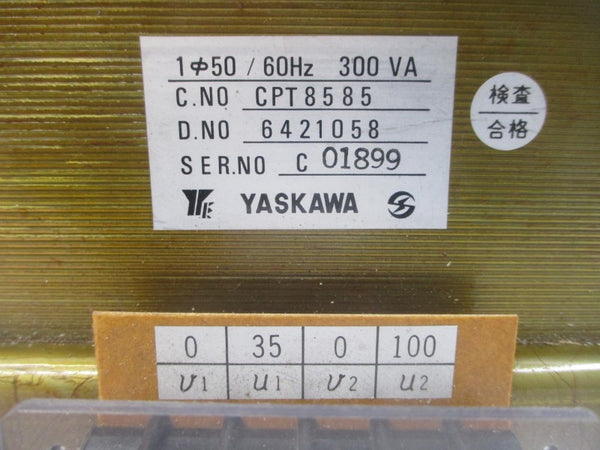 1φ50 / 60Hz 300 VA
C.NO CPT8585
D.NO 6421058
SER.NO C 01899
YASKAWA
検査
合格
0 35 0 100
v1 u1 v2 u2